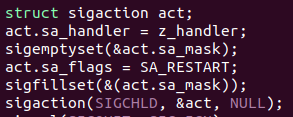 struct sigaction act;
act.sa_handler = z_handler;
sigemptyset(&act.sa_mask);
act.sa_flags = SA_RESTART;
sigfillset(&(act.sa_mask));
sigaction(SIGCHLD, &act, NULL);